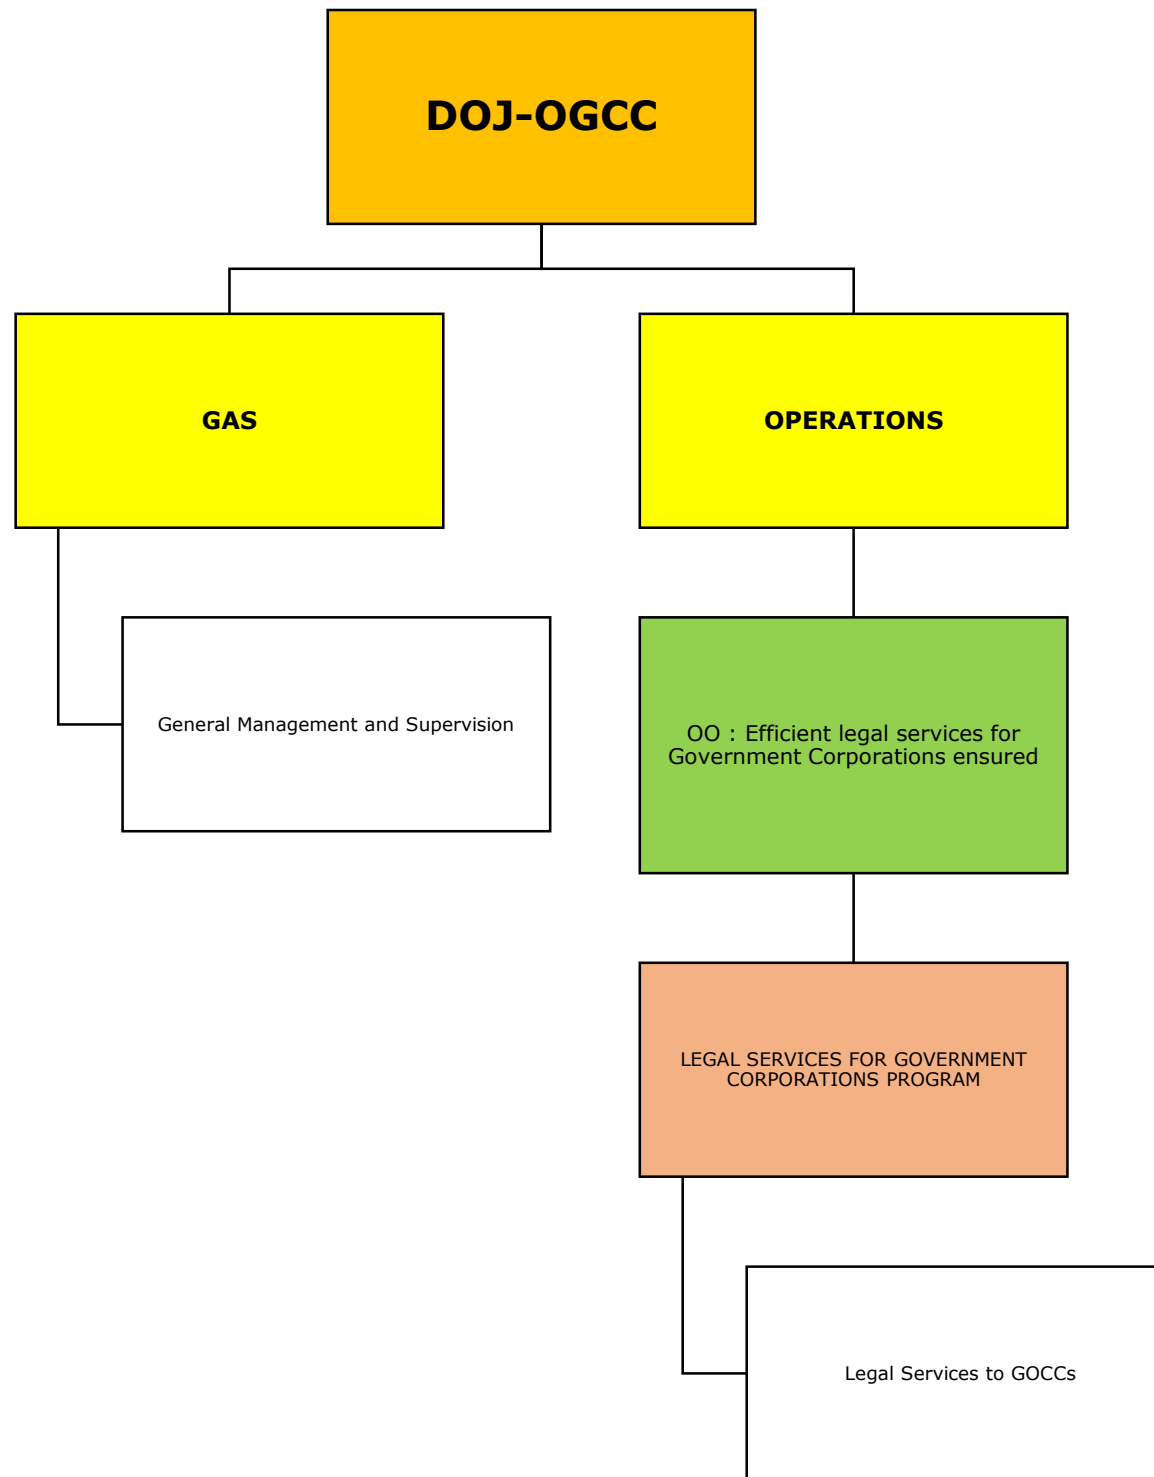 DOJ-OGCC
GAS
OPERATIONS
General Management and Supervision
OO : Efficient legal services for
Government Corporations ensured
LEGAL SERVICES FOR GOVERNMENT
CORPORATIONS PROGRAM
Legal Services to GOCCs